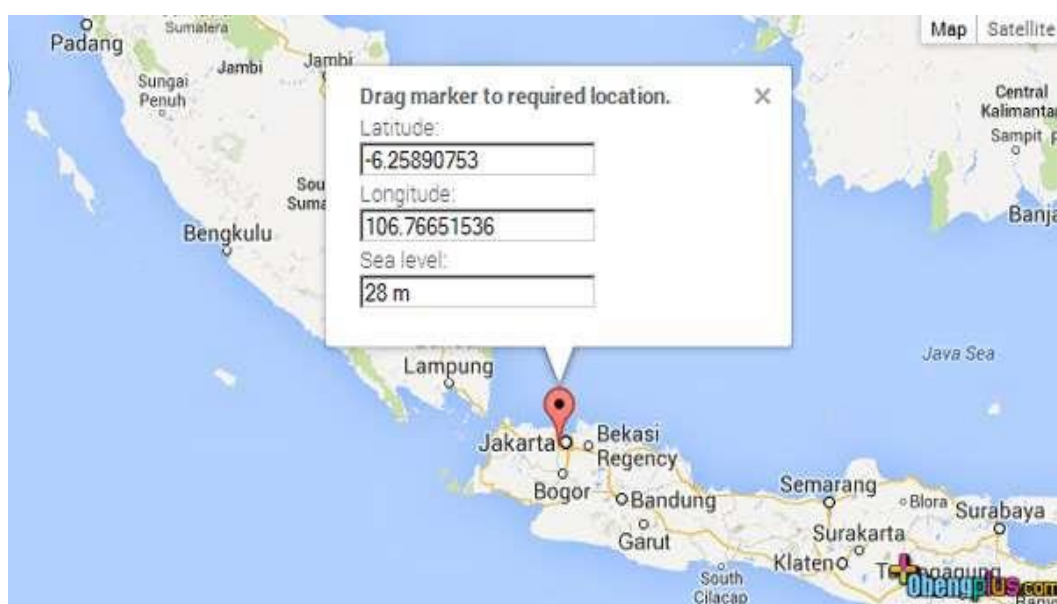 Sumatera
Padang
Map Satellite
Jambi
Jambi
Sungai
Penuh
Drag marker to required location.
×
Latitude:
-6.25890753
Longitude:
106.76651536
Sea level:
28 m
Central
Sampit
Bengkulu
Java Sea
Lampung
Jakarta
Bekasi
Regency
Bogor
Bandung
Garut
Semarang
Blora
Surabaya
Surakarta
Klaten
South
Cilacap
Obengplus.com